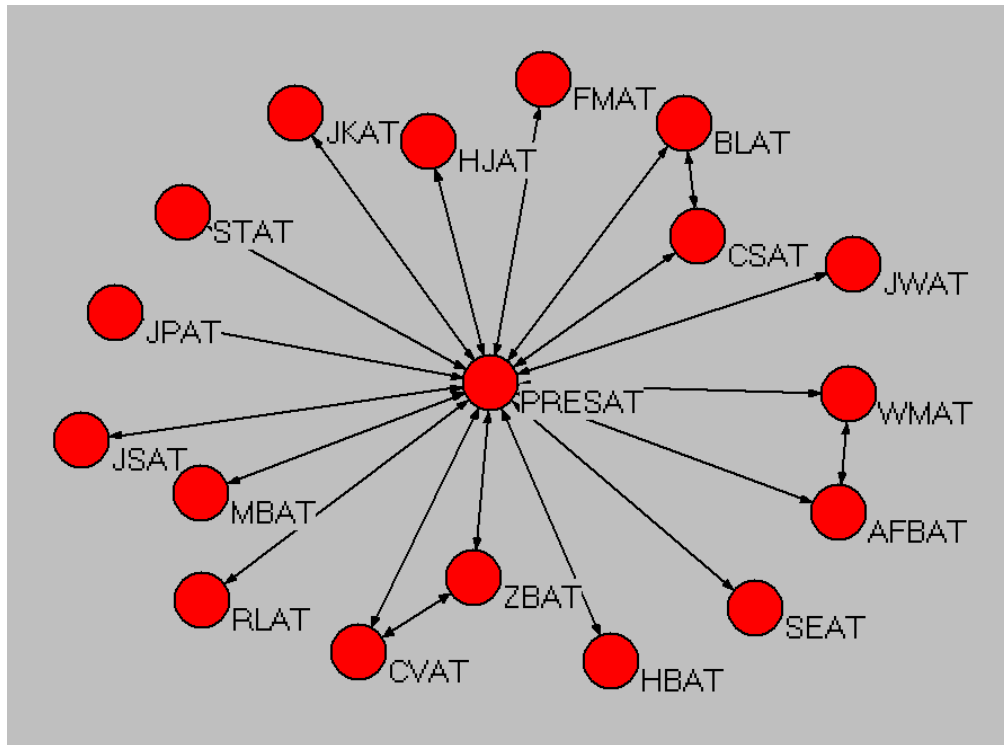 FMAT
JKAT
BLAT
HJAT
STAT
CSAT
JWAT
JPAT
PRESAT
WMAT
JSAT
MBAT
AFBAT
ZBAT
RLAT
SEAT
CVAT
HBAT